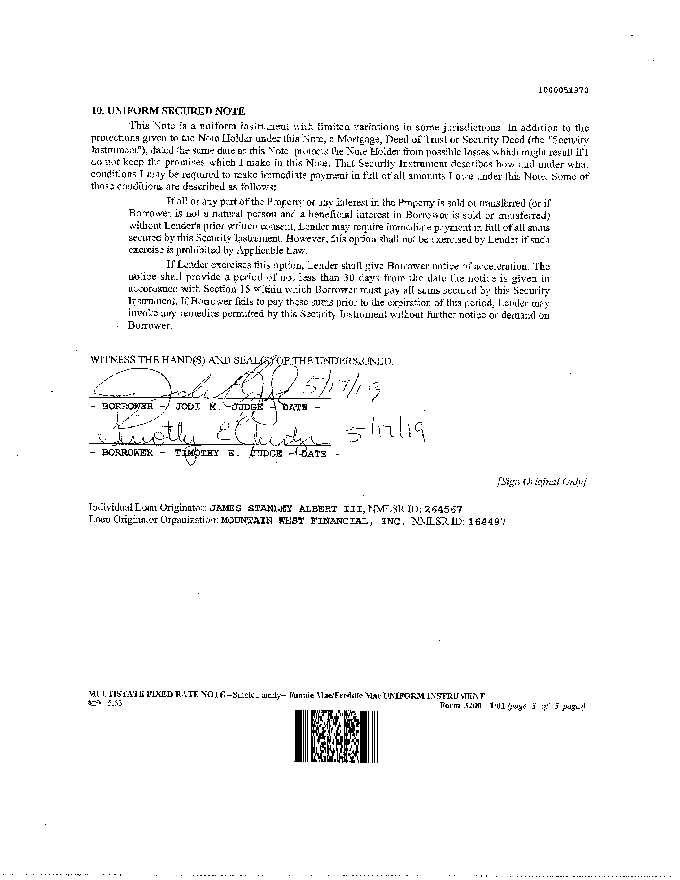 10. UNIFORM SECURED NOTE
This Note is a uniform instrument with limited variations in some jurisdictions. In addition to the
protections given to the Note Holder under this Note, a Mortgage, Deed of Trust or Security Deed (the "Security
Instrument"), dated the same date as this Note, protects the Note Holder from possible losses which might result if I
do not keep the promises which I make in this Note. That Security Instrument describes how and under what
conditions I may be required to make immediate payment in full of all amounts I owe under this Note. Some of
those conditions are described as follows:
If all or any part of the Property or any Interest in the Property is sold or transferred (or if
Borrower is not a natural person and a beneficial interest in Borrower is sold or transferred)
without Lender's prior written consent, Lender may require immediate payment in full of all sums
secured by this Security Instrument. However, this option shall not be exercised by Lender if such
exercise is prohibited by Applicable Law.
If Lender exercises this option, Lender shall give Borrower notice of acceleration. The
notice shall provide a period of not less than 30 days from the date the notice is given in
accordance with Section 15 within which Borrower must pay all sums secured by this Security
Instrument. If Borrower fails to pay these sums prior to the expiration of this period, Lender may
invoke any remedies permitted by this Security Instrument without further notice or demand on
Borrower.
WITNESS THE HAND(S) AND SEAL(S) OF THE UNDERSIGNED.
5/17/19
- BORROWER - JODI M. JUDGE - DATE -
Timothy E Judge 5/17/19
- BORROWER - TIMOTHY E. JUDGE - DATE -
[Sign Original Only]
Individual Loan Originator: JAMES STANLEY ALBERT III, NMLSR ID: 264567
Loan Originator Organization: MOUNTAIN WEST FINANCIAL, INC. NMLSR ID: 164497
MULTISTATE FIXED RATE NOTE--Single Family-- Fannie Mae/Freddie Mac UNIFORM INSTRUMENT
Form 3200 1/01 (page 3 of 3 pages)